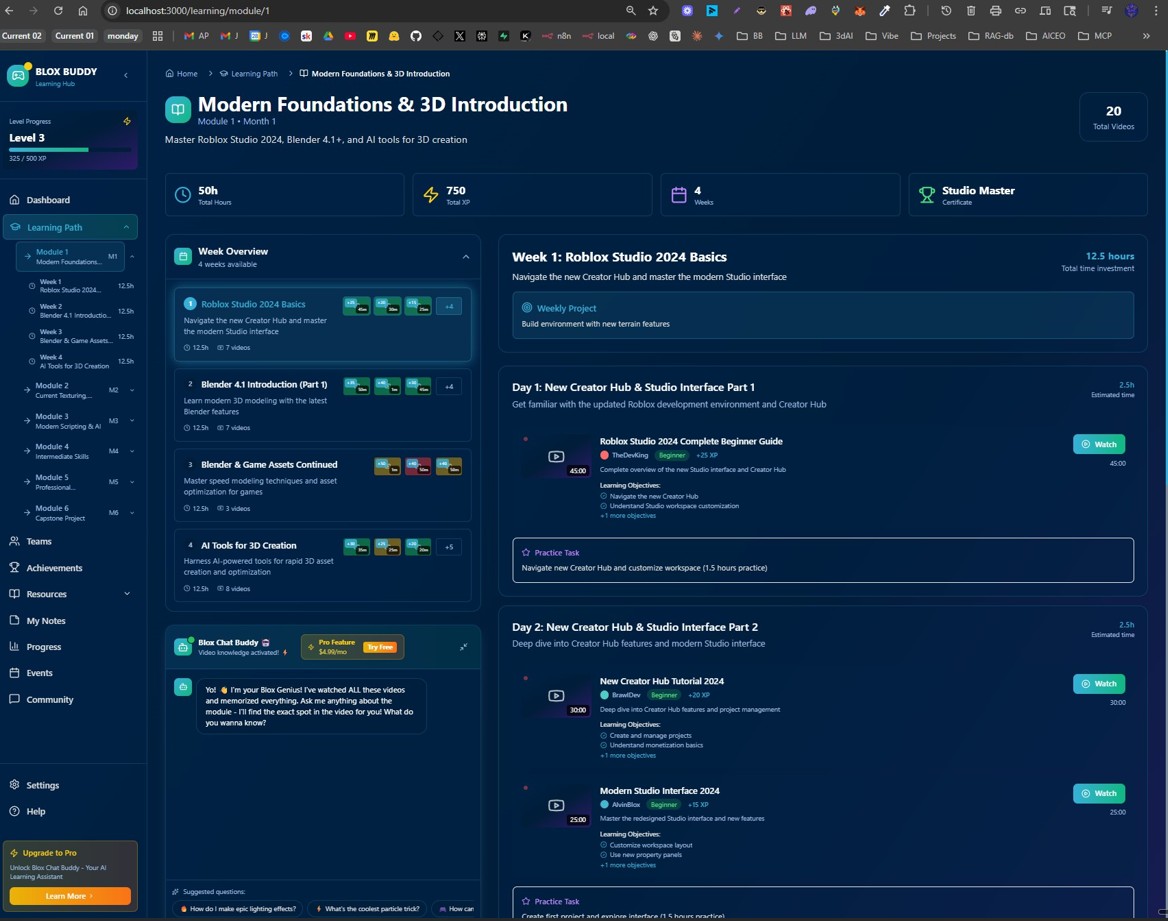 localhost:3000/learning/module/1
Current 02
Current 01
monday
AP
J
J
n8n
local
BB
LLM
3dAI
Vibe
Projects
RAG-db
AICEO
MCP
BLOX BUDDY
Learning Hub
Level Progress
Level 3
325 / 500 XP
Dashboard
Learning Path
Module 1
Modern Foundations...
M1
Week 1
Roblox Studio 2024...
12.5h
Week 2
Blender 4.1 Introductio...
12.5h
Week 3
Blender & Game Assets...
12.5h
Week 4
AI Tools for 3D Creation
12.5h
Module 2
Current Texturing,...
M2
Module 3
Modern Scripting & AI
M3
Module 4
Intermediate Skills
M4
Module 5
Professional...
M5
Module 6
Capstone Project
M6
Teams
Achievements
Resources
My Notes
Progress
Events
Community
Settings
Help
Upgrade to Pro
Unlock Blox Chat Buddy - Your AI
Learning Assistant
Learn More
Home > Learning Path > Modern Foundations & 3D Introduction
Modern Foundations & 3D Introduction
Module 1 • Month 1
Master Roblox Studio 2024, Blender 4.1+, and AI tools for 3D creation
20
Total Videos
50h
Total Hours
750
Total XP
4
Weeks
Studio Master
Certificate
Week Overview
4 weeks available
1 Roblox Studio 2024 Basics
+4
Navigate the new Creator Hub and master
the modern Studio interface
12.5h 7 videos
2 Blender 4.1 Introduction (Part 1)
+4
Learn modern 3D modeling with the latest
Blender features
12.5h 7 videos
3 Blender & Game Assets Continued
Master speed modeling techniques and asset
optimization for games
12.5h 3 videos
4 AI Tools for 3D Creation
+5
Harness AI-powered tools for rapid 3D asset
creation and optimization
12.5h 8 videos
Blox Chat Buddy
Video knowledge activated!
Pro Feature
$4.99/mo
Try Free
Yo! 👋 I'm your Blox Genius! I've watched ALL these videos
and memorized everything. Ask me anything about the
module - I'll find the exact spot in the video for you! What do
you wanna know?
Suggested questions:
How do I make epic lighting effects?
What's the coolest particle trick?
How can
Week 1: Roblox Studio 2024 Basics
12.5 hours
Navigate the new Creator Hub and master the modern Studio interface
Total time investment
Weekly Project
Build environment with new terrain features
Day 1: New Creator Hub & Studio Interface Part 1
2.5h
Get familiar with the updated Roblox development environment and Creator Hub
Estimated time
Roblox Studio 2024 Complete Beginner Guide
TheDevKing Beginner +25 XP
Complete overview of the new Studio interface and Creator Hub
45:00
Watch
45:00
Learning Objectives:
Navigate the new Creator Hub
Understand Studio workspace customization
+1 more objectives
Practice Task
Navigate new Creator Hub and customize workspace (1.5 hours practice)
Day 2: New Creator Hub & Studio Interface Part 2
2.5h
Deep dive into Creator Hub features and modern Studio interface
Estimated time
New Creator Hub Tutorial 2024
BrawlDev Beginner +20 XP
Deep dive into Creator Hub features and project management
30:00
Watch
30:00
Learning Objectives:
Create and manage projects
Understand monetization basics
+1 more objectives
Modern Studio Interface 2024
AlvinBlox Beginner +15 XP
Master the redesigned Studio interface and new features
25:00
Watch
25:00
Learning Objectives:
Customize workspace layout
Use new property panels
+1 more objectives
Practice Task
Create first project and explore interface (1.5 hours practice)